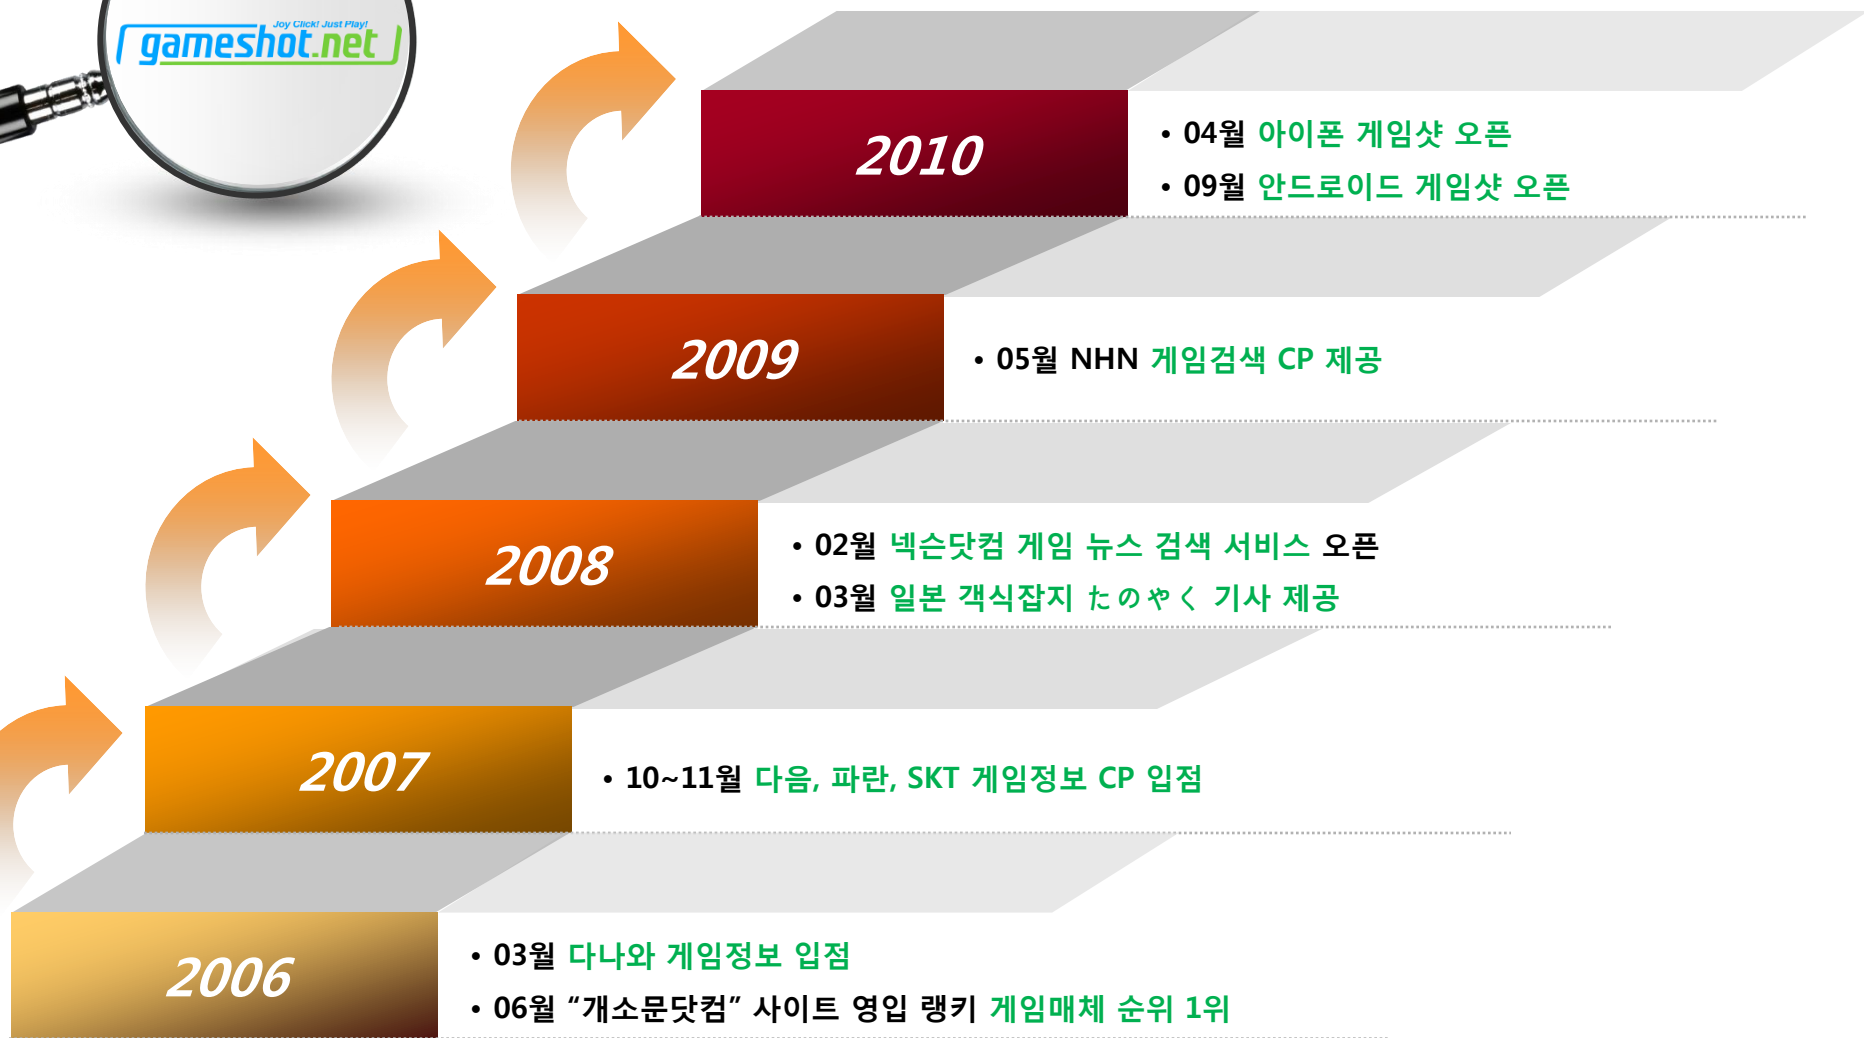 Joy Click! Just Play!
gameshot.net
2010
• 04월 아이폰 게임샷 오픈
• 09월 안드로이드 게임샷 오픈
2009
• 05월 NHN 게임검색 CP 제공
2008
• 02월 넥슨닷컴 게임 뉴스 검색 서비스 오픈
• 03월 일본 객식잡지 たのやく 기사 제공
2007
• 10~11월 다음, 파란, SKT 게임정보 CP 입점
2006
• 03월 다나와 게임정보 입점
• 06월 “개소문닷컴” 사이트 영입 랭키 게임매체 순위 1위